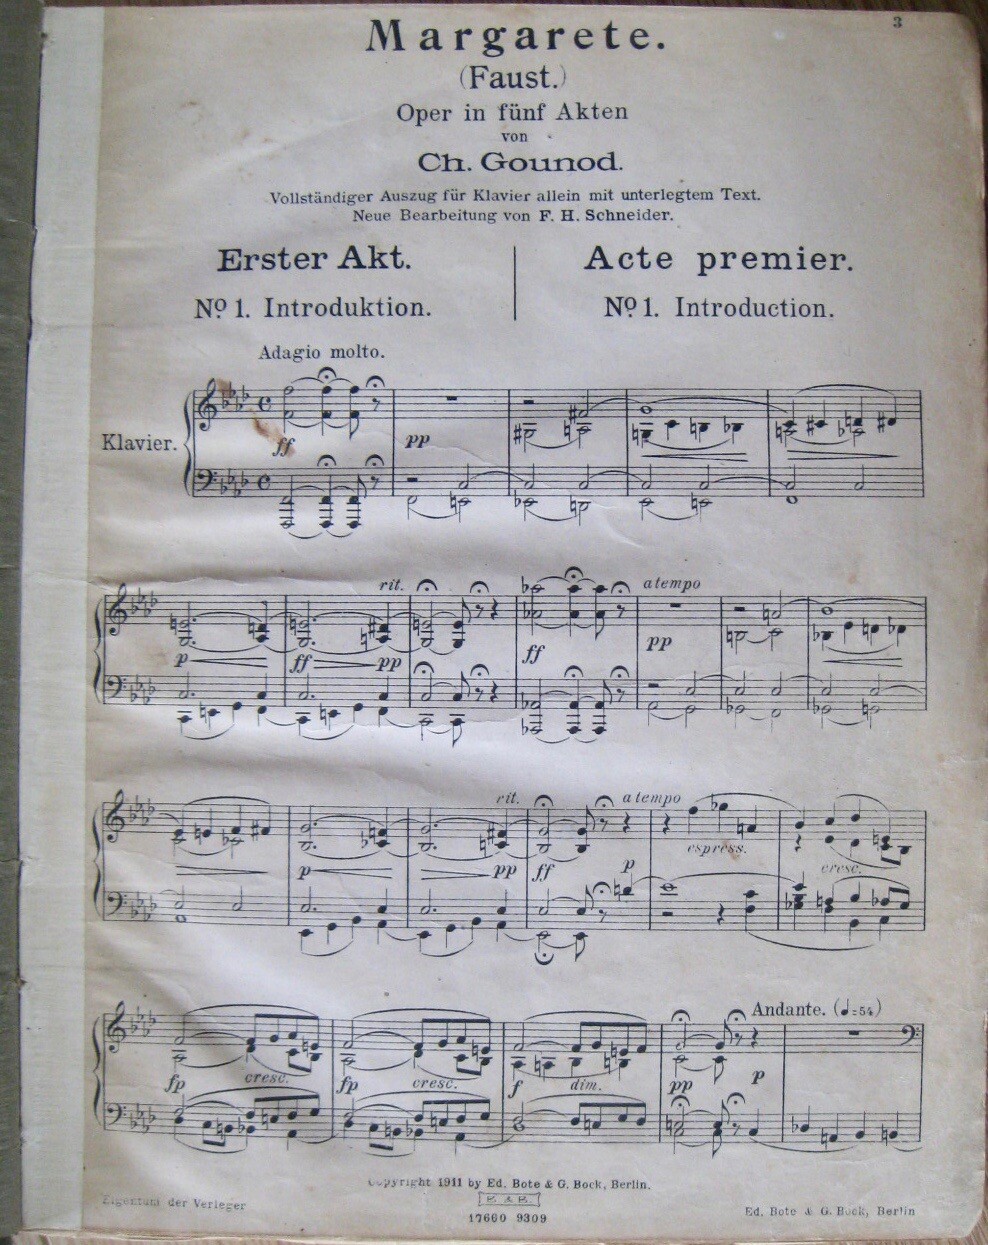 3
Margarete.
(Faust.)
Oper in fünf Akten
von
Ch. Gounod.
Vollständiger Auszug für Klavier allein mit unterlegtem Text.
Neue Bearbeitung von F. H. Schneider.
Erster Akt.
Acte premier.
No 1. Introduktion.
No 1. Introduction.
Adagio molto.
Klavier.
ff
pp
rit.
a tempo
p
ff
pp
ff
pp
rit.
a tempo
espress.
cresc.
p
pp
ff
p
Andante. (♩=54)
fp
cresc.
fp
cresc.
f
dim.
pp
p
Copyright 1911 by Ed. Bote & G. Bock, Berlin.
Eigentum der Verleger
B. & B.
Ed. Bote & G. Bock, Berlin
17660 9309